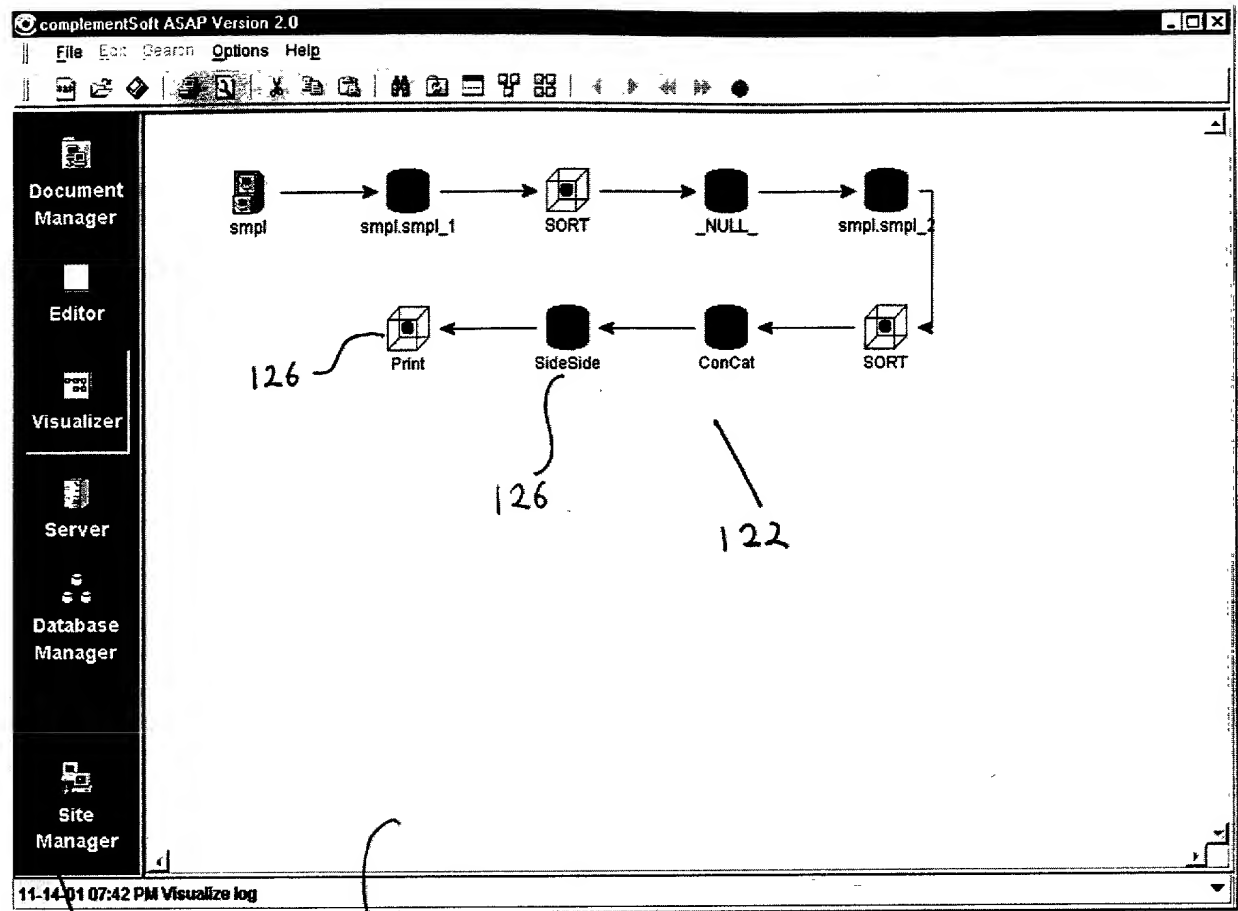 complementSoft ASAP Version 2.0
File Edit Search Options Help
Document
Manager
Editor
Visualizer
Server
Database
Manager
Site
Manager
smpl
smpl.smpl_1
SORT
_NULL_
smpl.smpl_2
Print
SideSide
ConCat
SORT
126
126
122
11-14-01 07:42 PM Visualize log